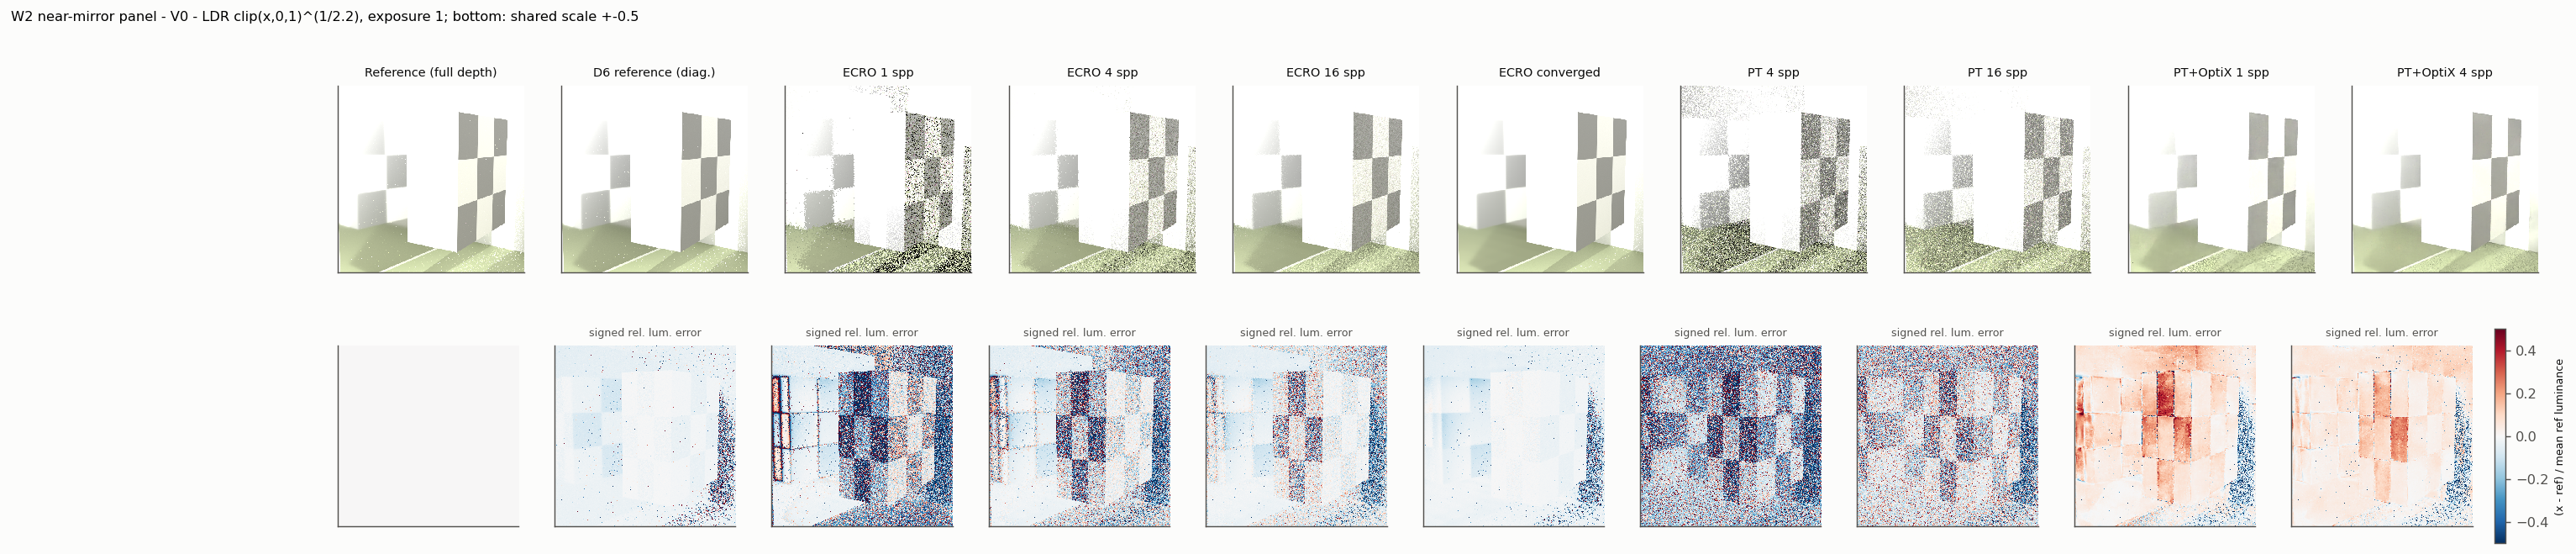 W2 near-mirror panel - V0 - LDR clip(x,0,1)^(1/2.2), exposure 1; bottom: shared scale +-0.5
Reference (full depth)
D6 reference (diag.)
ECRO 1 spp
ECRO 4 spp
ECRO 16 spp
ECRO converged
PT 4 spp
PT 16 spp
PT+OptiX 1 spp
PT+OptiX 4 spp
signed rel. lum. error
signed rel. lum. error
signed rel. lum. error
signed rel. lum. error
signed rel. lum. error
signed rel. lum. error
signed rel. lum. error
signed rel. lum. error
signed rel. lum. error
0.4
0.2
0.0
−0.2
−0.4
(x - ref) / mean ref luminance